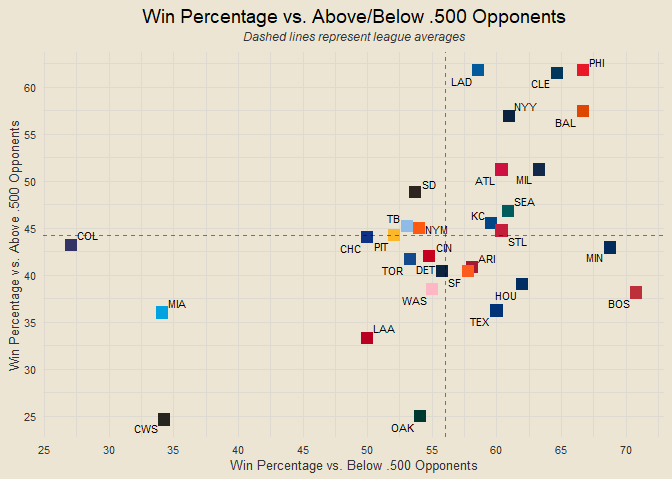 Win Percentage vs. Above/Below .500 Opponents
Dashed lines represent league averages
Win Percentage vs. Above .500 Opponents
60
55
50
45
40
35
30
25
PHI
LAD
CLE
NYY
BAL
ATL
MIL
SD
SEA
KC
TB
NYM
STL
COL
CHC
PIT
CIN
MIN
TOR
DET
ARI
SF
HOU
WAS
BOS
MIA
TEX
LAA
OAK
CWS
25
30
35
40
45
50
55
60
65
70
Win Percentage vs. Below .500 Opponents